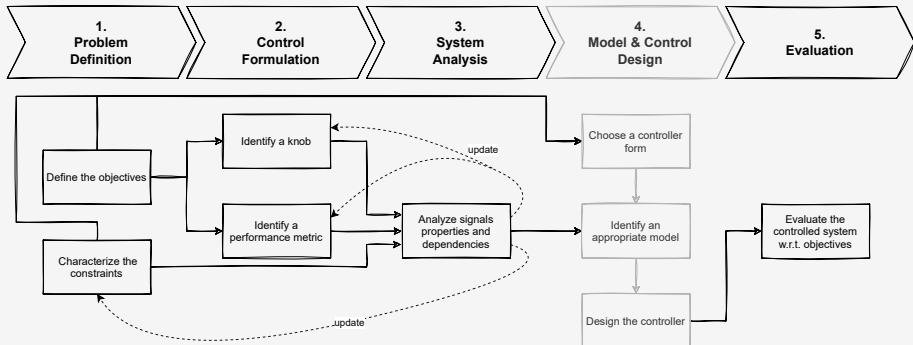 1.
Problem
Definition
2.
Control
Formulation
3.
System
Analysis
4.
Model & Control
Design
5.
Evaluation
Define the objectives
Characterize the
constraints
Identify a knob
Identify a
performance metric
update
Analyze signals
properties and
dependencies
update
Choose a controller
form
Identify an
appropriate model
Design the controller
Evaluate the
controlled system
w.r.t. objectives